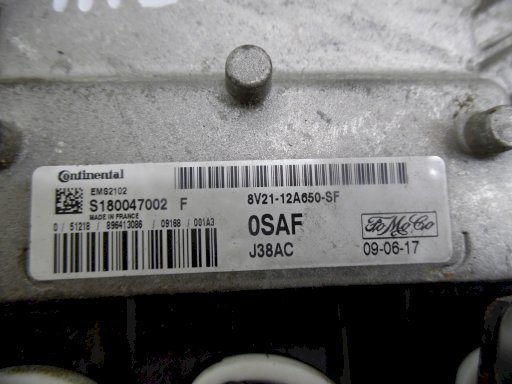 Continental
EMS2102
S180047002 F
MADE IN FRANCE
0 / 51218 / 896413086 / 09168 / 001A3
8V21-12A650-SF
0SAF
J38AC
FoMoCo
09-06-17